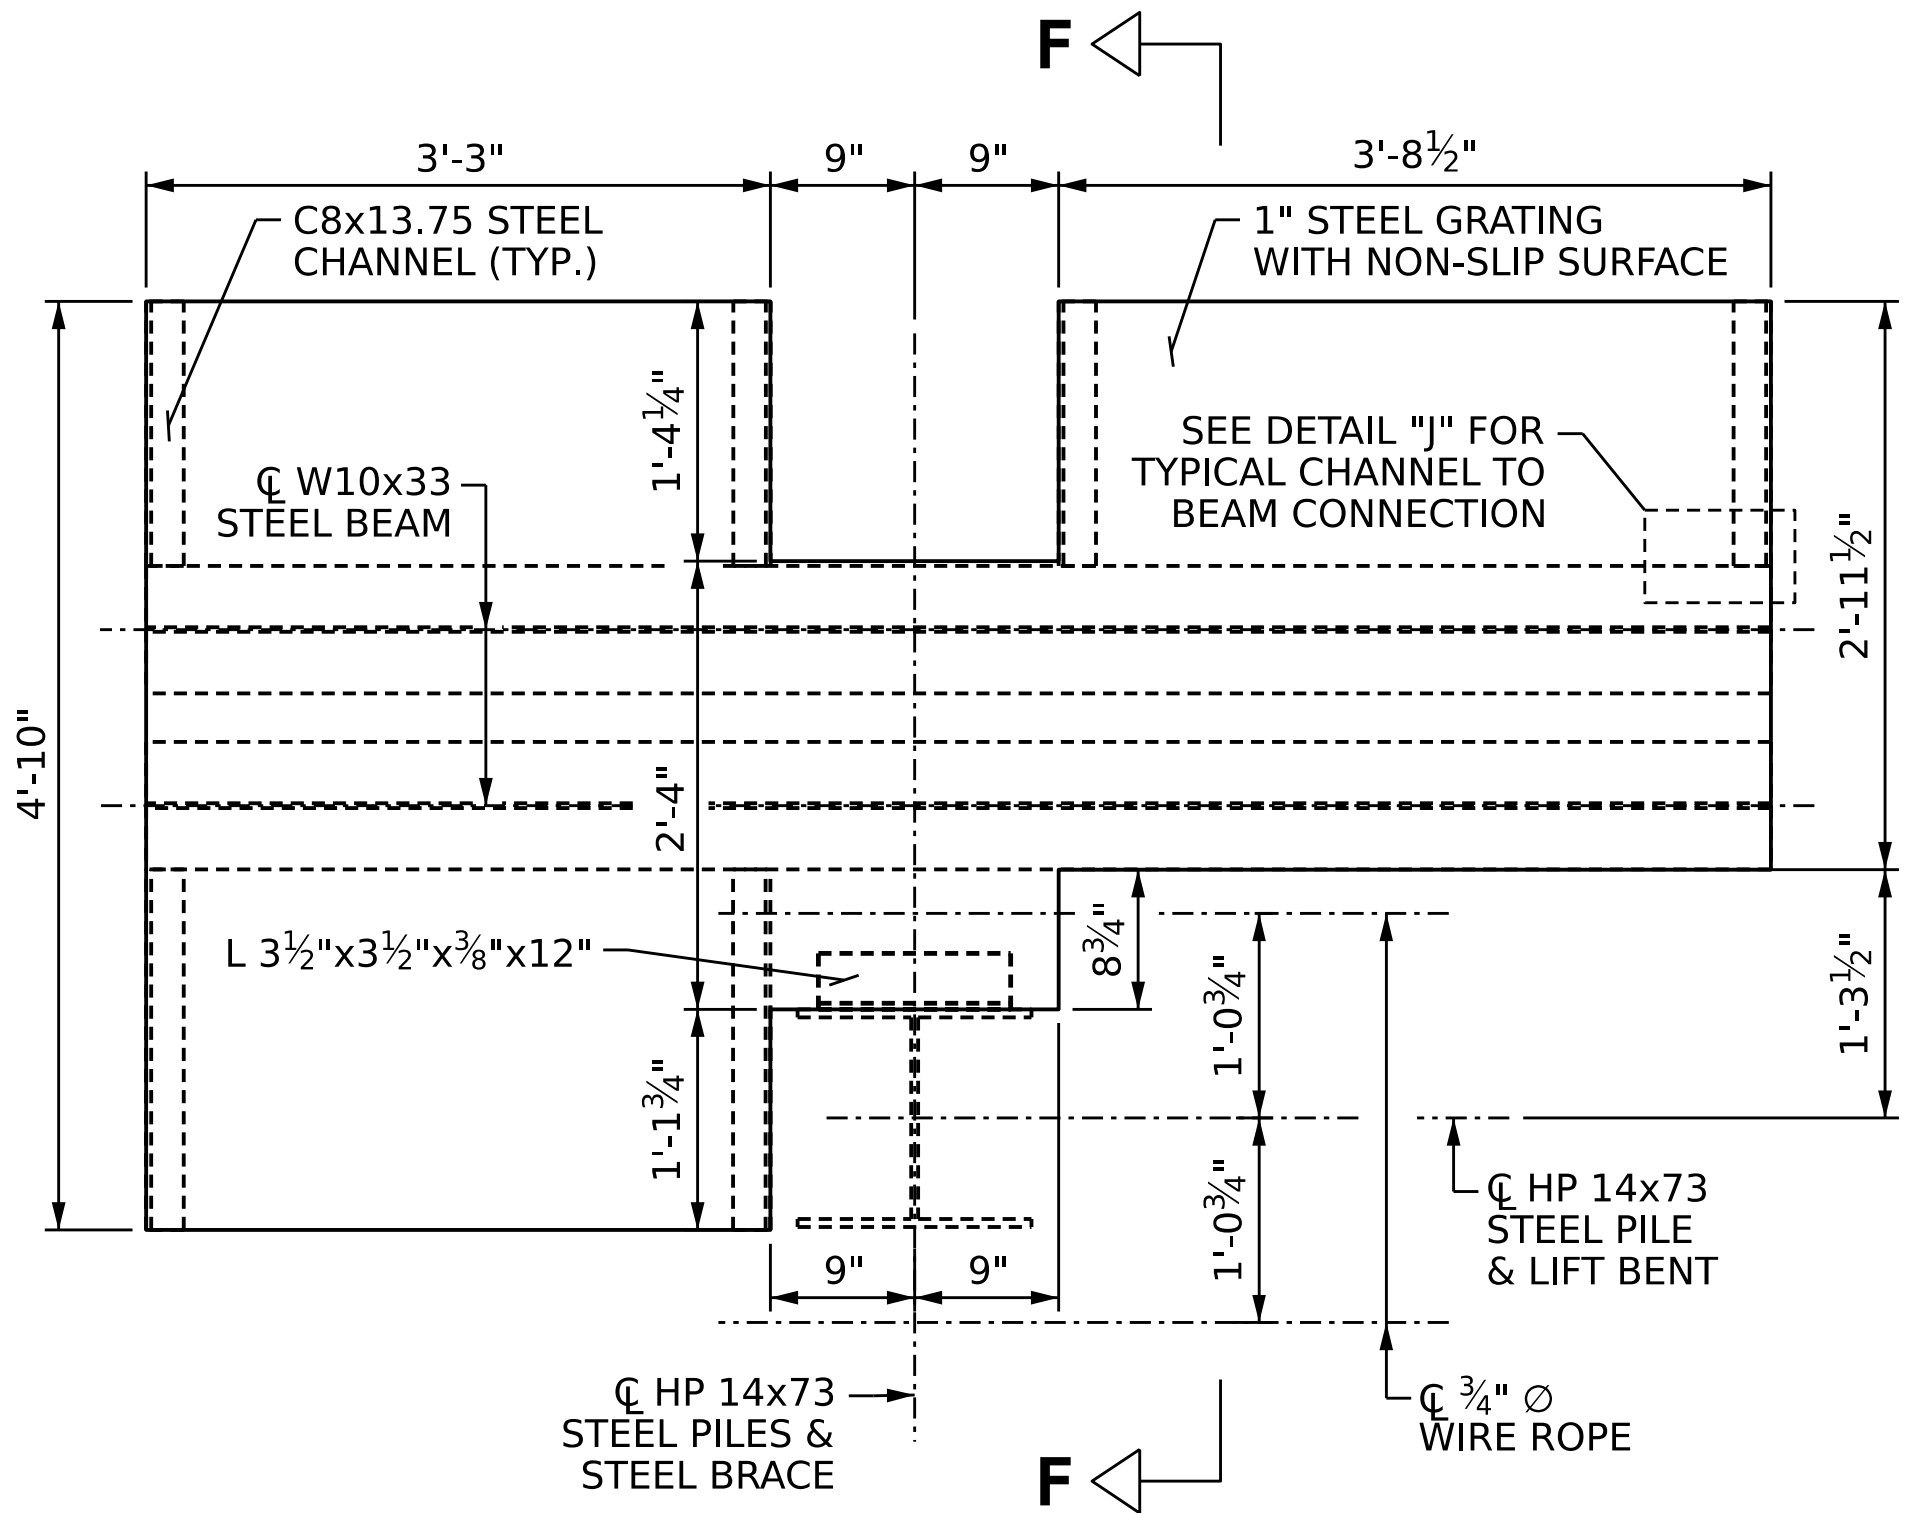 F
3'-3"
9"
9"
3'-8½"
C8x13.75 STEEL
CHANNEL (TYP.)
1" STEEL GRATING
WITH NON-SLIP SURFACE
1'-4¼"
SEE DETAIL "J" FOR
TYPICAL CHANNEL TO
BEAM CONNECTION
℄ W10x33
STEEL BEAM
2'-11½"
4'-10"
2'-4"
L 3½"x3½"x⅜"x12"
8¾"
1'-0¾"
1'-3½"
1'-1¾"
1'-0¾"
℄ HP 14x73
STEEL PILE
& LIFT BENT
9"
9"
℄ HP 14x73
STEEL PILES &
STEEL BRACE
℄ ¾" ∅
WIRE ROPE
F